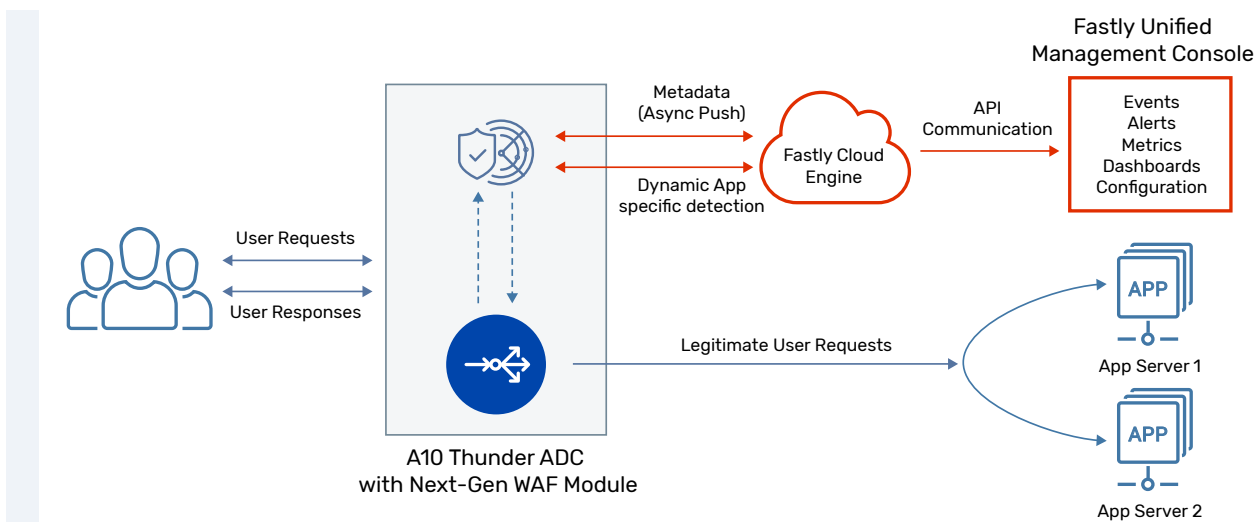 Fastly Unified
Management Console
Metadata
(Async Push)
Fastly Cloud
Engine
API
Communication
Events
Alerts
Metrics
Dashboards
Configuration
Dynamic App
specific detection
User Requests
User Responses
Legitimate User Requests
APP
App Server 1
APP
App Server 2
A10 Thunder ADC
with Next-Gen WAF Module